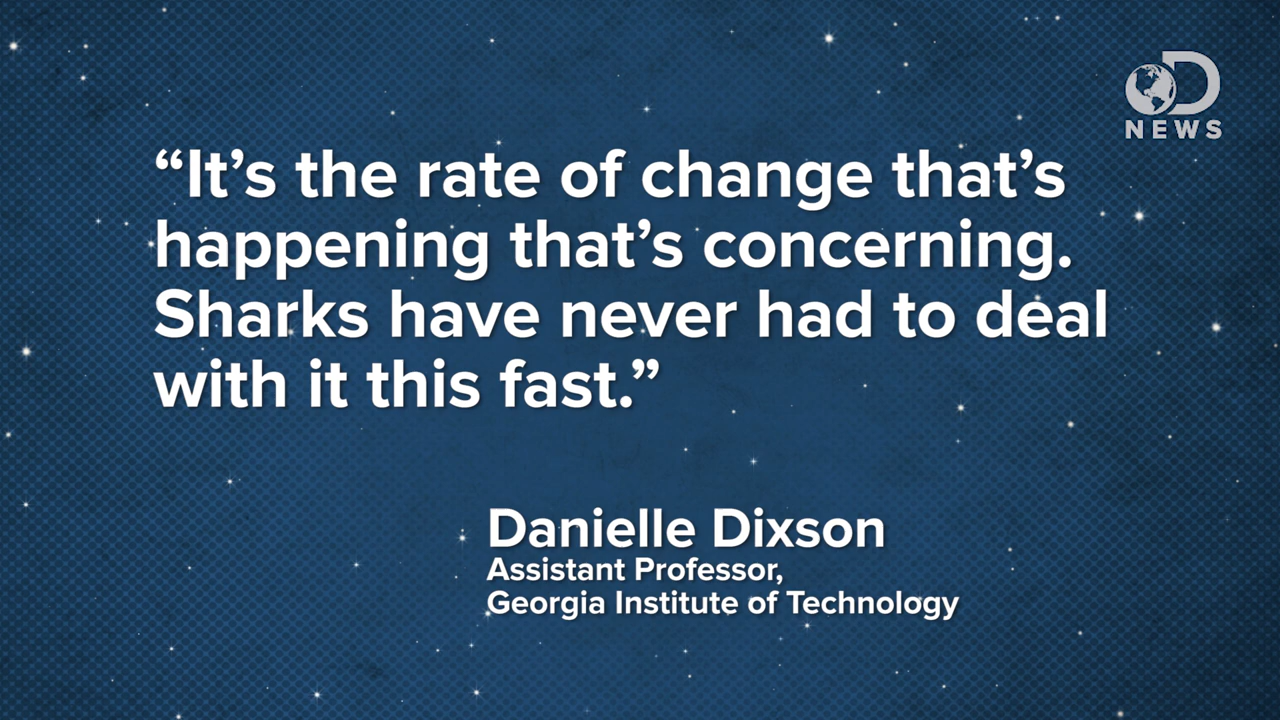 D
NEWS
“It’s the rate of change that’s
happening that’s concerning.
Sharks have never had to deal
with it this fast.”
Danielle Dixson
Assistant Professor,
Georgia Institute of Technology